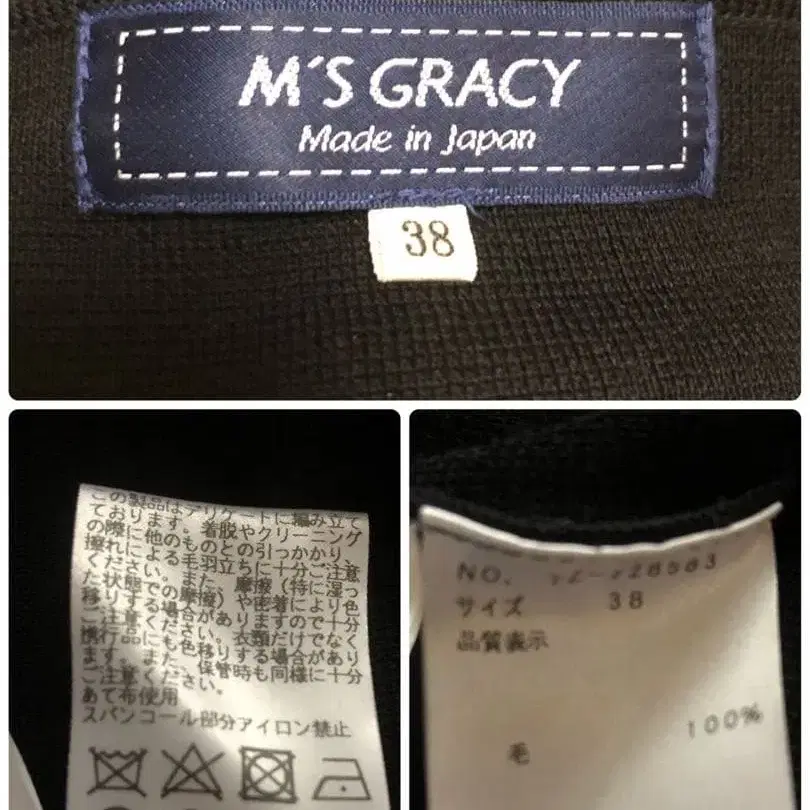 M'S GRACY
Made in Japan
38
この製品はデリケートに編み立て
ております。着脱やクリーニング
の際に他のものとの引っかかり、
擦れによる毛羽立ちに十分ご注意
ください。また、摩擦（特に湿っ
た状態での摩擦）や密着により色
移りする場合がありますので十分
ご注意ください。衣類だけでなく
携行品にも色移りする場合があり
ます。また、保管時も同様に十分
ご注意ください。
あて布使用
スパンコール部分アイロン禁止
NO.
サイズ 38
品質表示
毛 100%